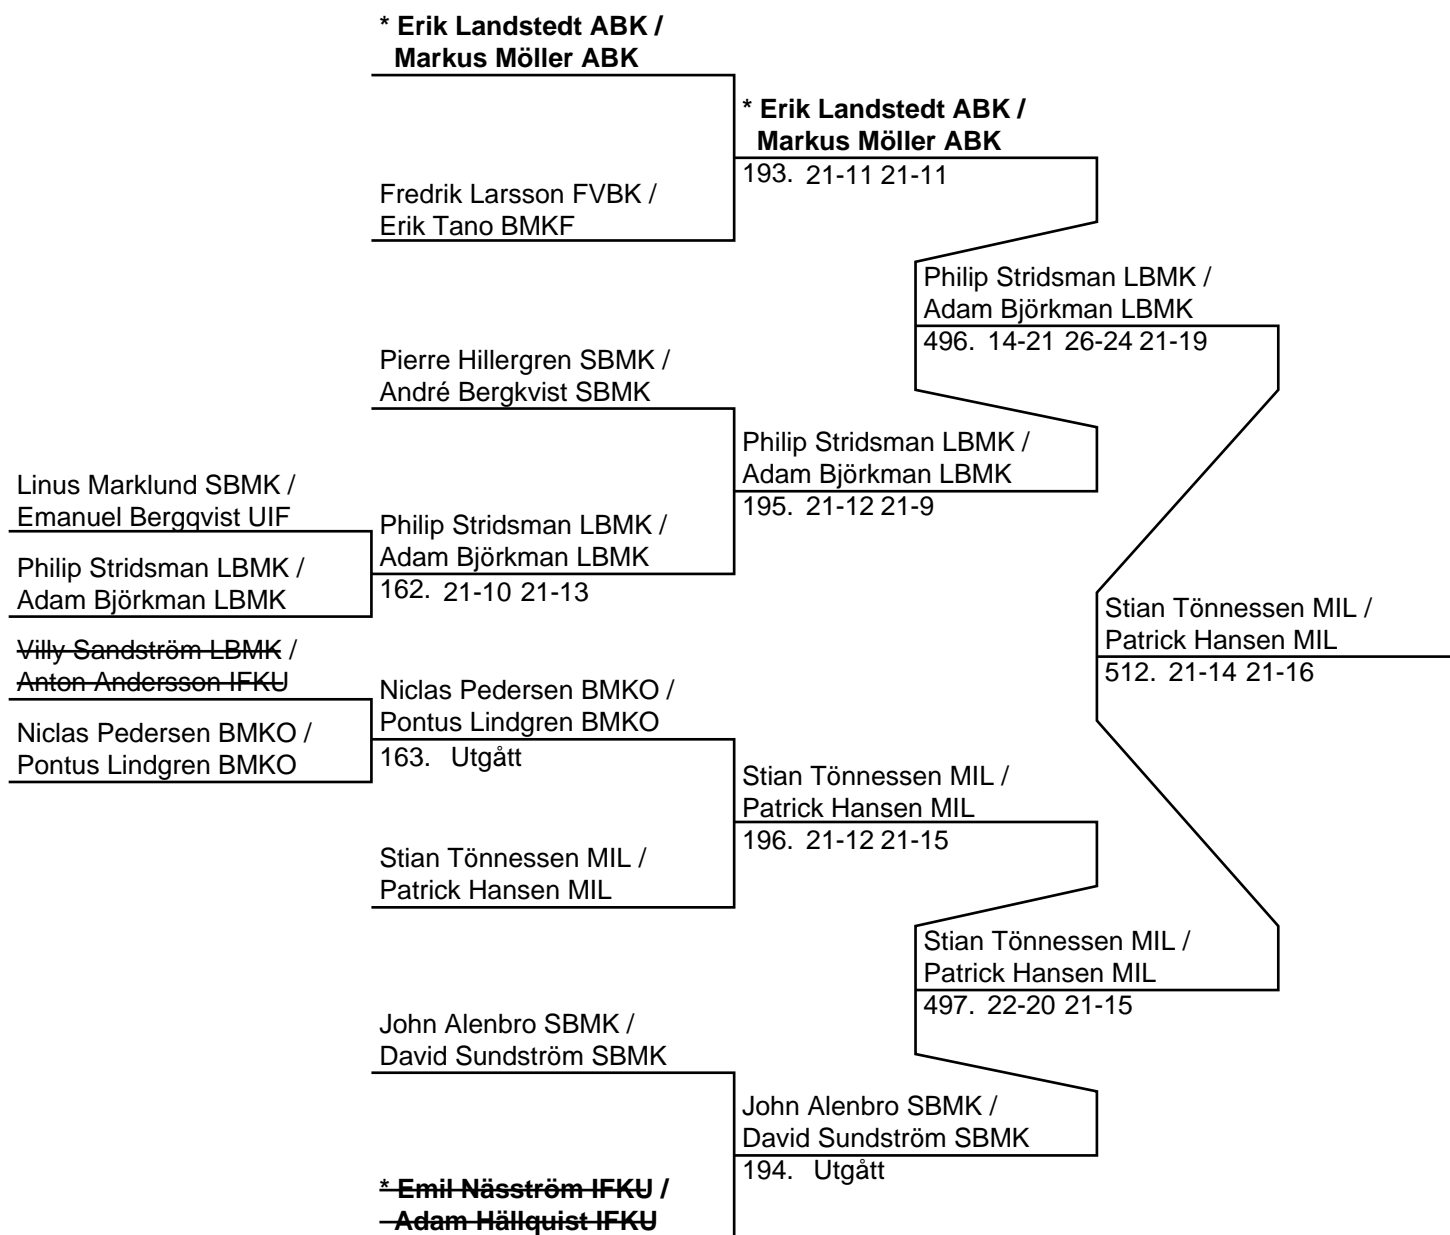 * Erik Landstedt ABK /
Markus Möller ABK
* Erik Landstedt ABK /
Markus Möller ABK
193. 21-11 21-11
Fredrik Larsson FVBK /
Erik Tano BMKF
Philip Stridsman LBMK /
Adam Björkman LBMK
496. 14-21 26-24 21-19
Pierre Hillergren SBMK /
André Bergkvist SBMK
Philip Stridsman LBMK /
Adam Björkman LBMK
195. 21-12 21-9
Linus Marklund SBMK /
Emanuel Bergqvist UIF
Philip Stridsman LBMK /
Adam Björkman LBMK
162. 21-10 21-13
Philip Stridsman LBMK /
Adam Björkman LBMK
Stian Tönnessen MIL /
Patrick Hansen MIL
512. 21-14 21-16
Villy Sandström LBMK /
Anton Andersson IFKU
Niclas Pedersen BMKO /
Pontus Lindgren BMKO
163. Utgått
Niclas Pedersen BMKO /
Pontus Lindgren BMKO
Stian Tönnessen MIL /
Patrick Hansen MIL
196. 21-12 21-15
Stian Tönnessen MIL /
Patrick Hansen MIL
Stian Tönnessen MIL /
Patrick Hansen MIL
497. 22-20 21-15
John Alenbro SBMK /
David Sundström SBMK
John Alenbro SBMK /
David Sundström SBMK
194. Utgått
* Emil Näsström IFKU /
Adam Hällquist IFKU